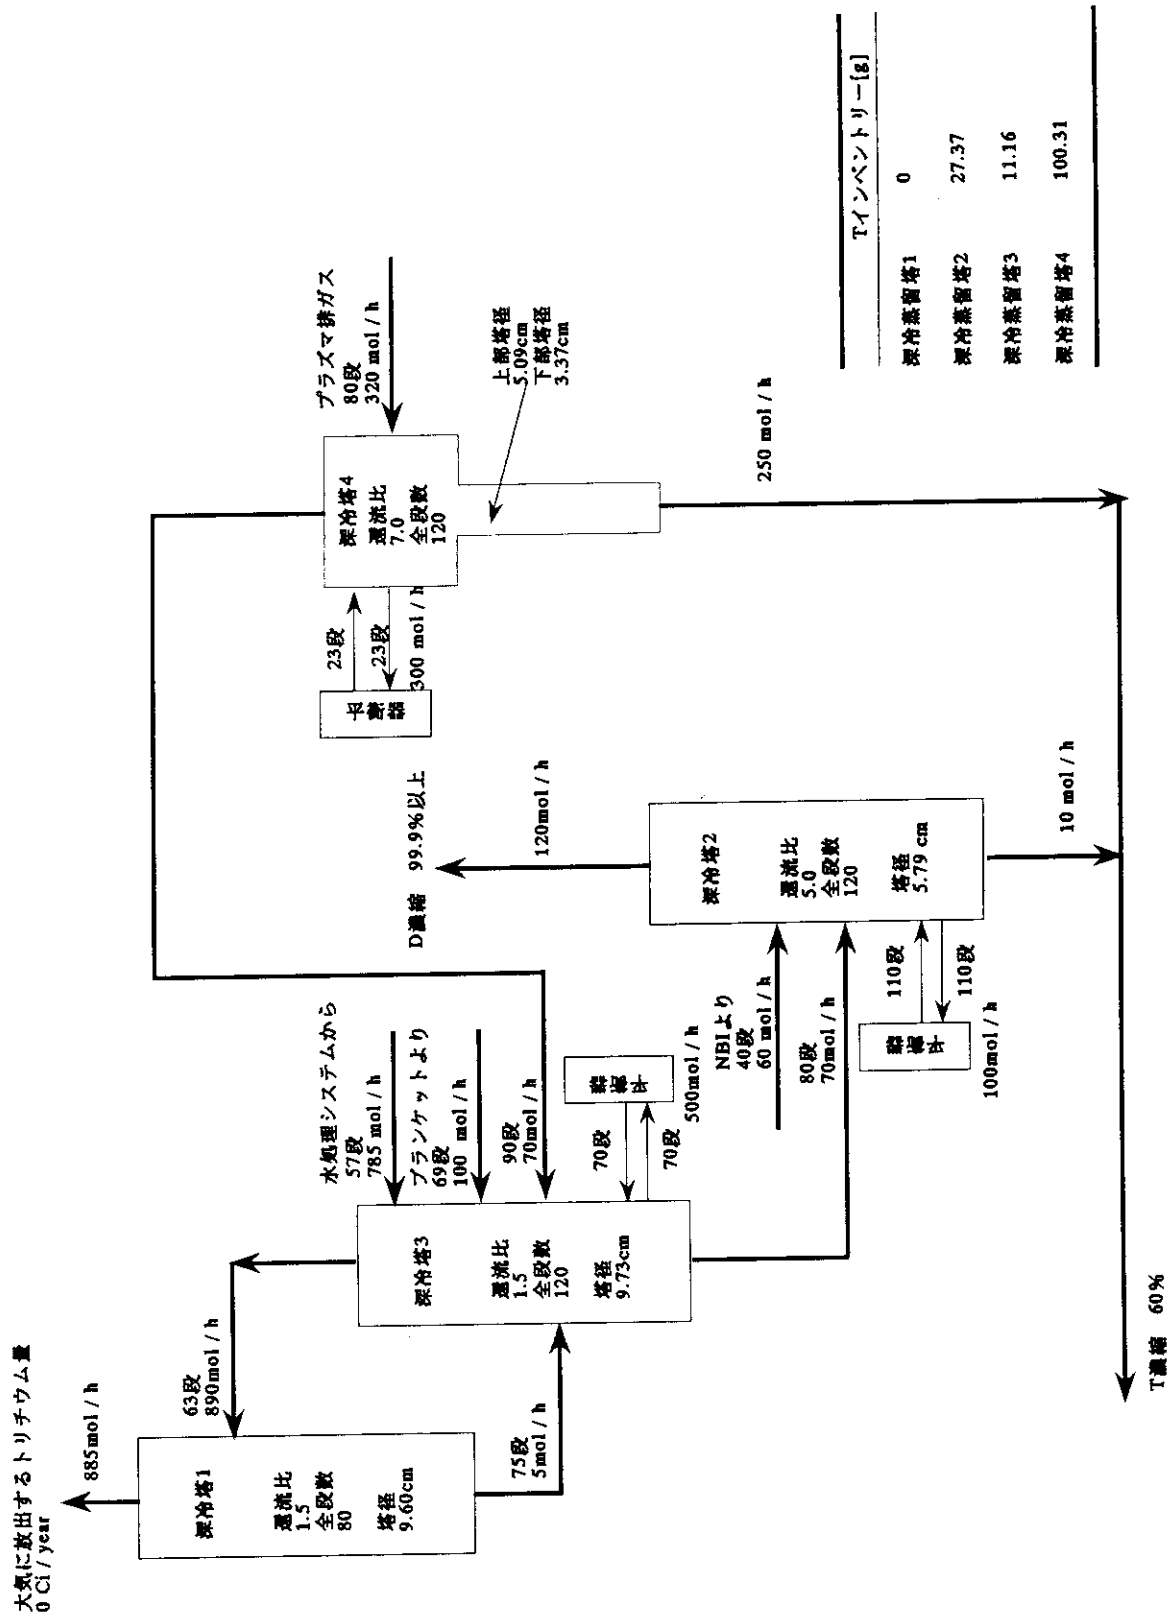 大気に放出するトリチウム量
0 Ci / year
885mol / h
深冷塔1
還流比
1.5
全段数
80
塔径
9.60cm
63段
890mol / h
75段
5mol / h
水処理システムから
57段
785 mol / h
ブランケットより
69段
100 mol / h
90段
70mol / h
深冷塔3
還流比
1.5
全段数
120
塔径
9.73cm
70段
70段
平衡器
500mol / h
D濃縮 99.9%以上
120mol / h
NBIより
40段
60 mol / h
80段
70mol / h
深冷塔2
還流比
5.0
全段数
120
塔径
5.79 cm
110段
110段
平衡器
100mol / h
10 mol / h
プラズマ排ガス
80段
320 mol / h
深冷塔4
還流比
7.0
全段数
120
23段
23段
300 mol / h
平衡器
上部塔径
5.09cm
下部塔径
3.37cm
250 mol / h
T濃縮 60%
Tインベントリー[g]
深冷蒸留塔1 0
深冷蒸留塔2 27.37
深冷蒸留塔3 11.16
深冷蒸留塔4 100.31